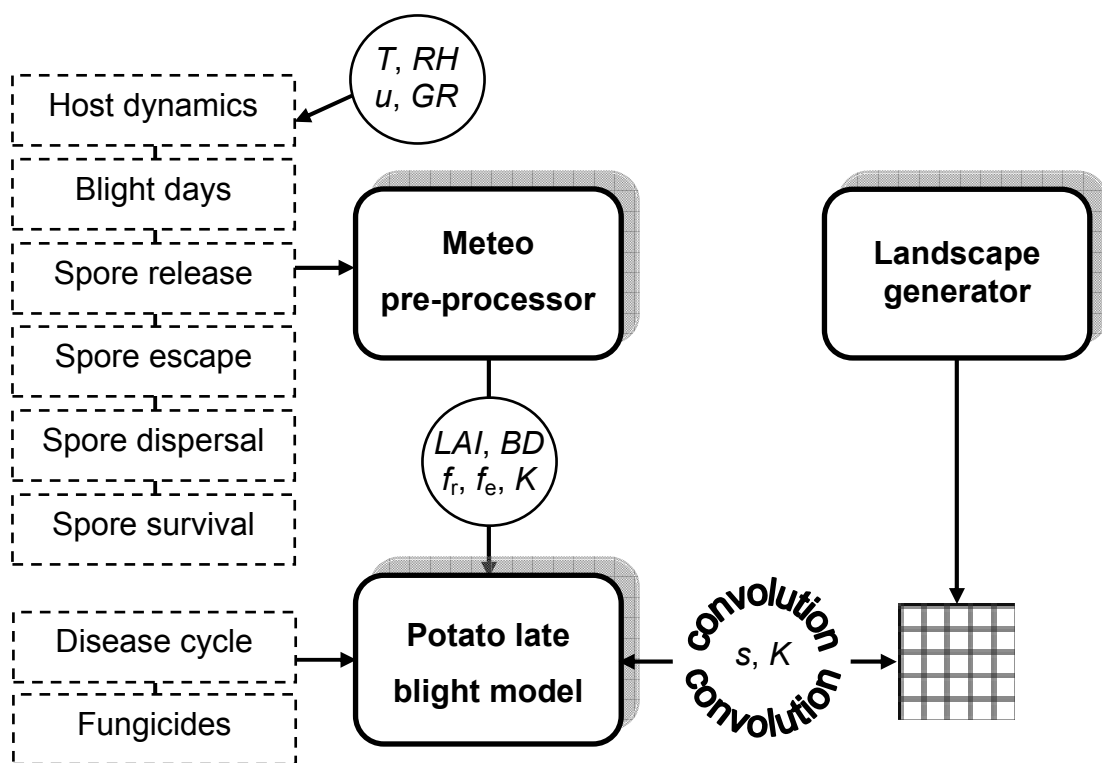 T, RH
u, GR
Host dynamics
Blight days
Spore release
Spore escape
Spore dispersal
Spore survival
Meteo
pre-processor
Landscape
generator
LAI, BD
fr, fe, K
Disease cycle
Fungicides
Potato late
blight model
convolution
s, K
convolution